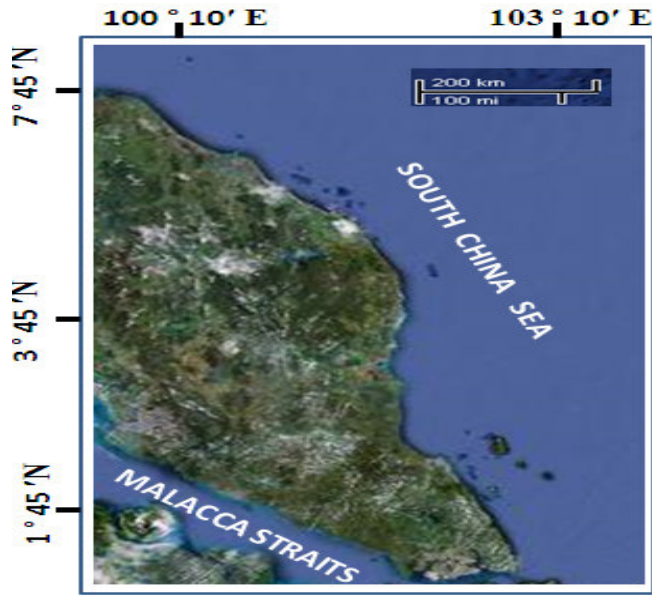 100 ° 10′ E
103 ° 10′ E
7° 45′N
200 km
100 mi
SOUTH CHINA SEA
3° 45′N
1° 45′N
MALACCA STRAITS